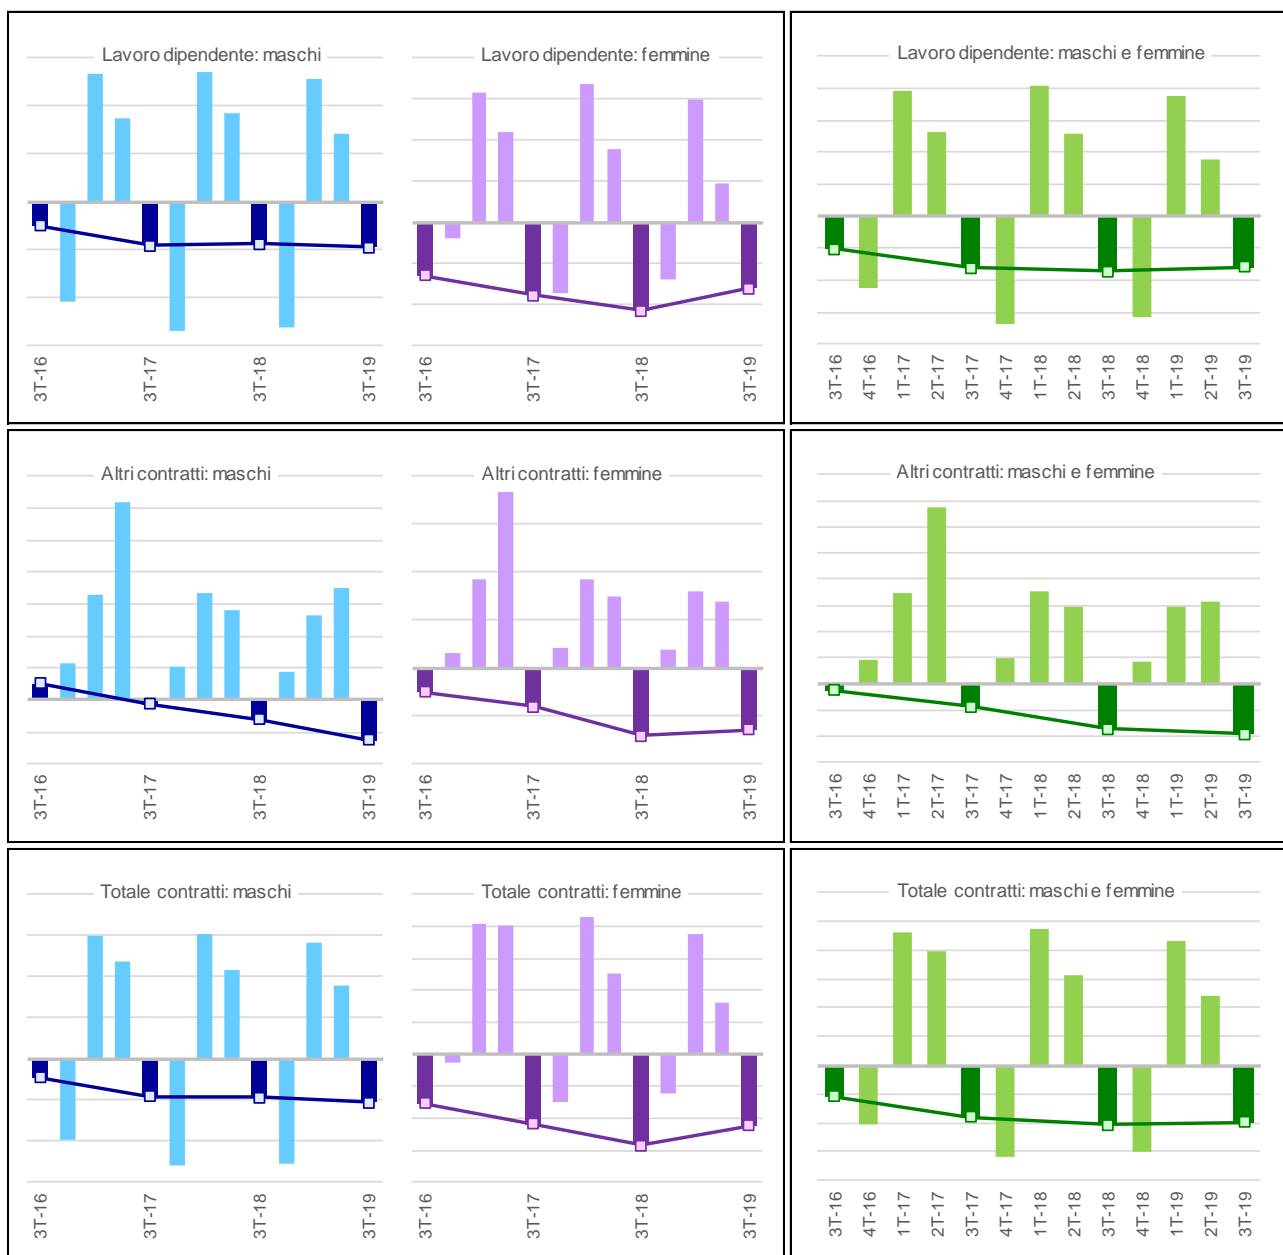 Lavoro dipendente: maschi
3T-16
3T-17
3T-18
3T-19
Lavoro dipendente: femmine
3T-16
3T-17
3T-18
3T-19
Lavoro dipendente: maschi e femmine
3T-16
4T-16
1T-17
2T-17
3T-17
4T-17
1T-18
2T-18
3T-18
4T-18
1T-19
2T-19
3T-19
Altri contratti: maschi
3T-16
3T-17
3T-18
3T-19
Altri contratti: femmine
3T-16
3T-17
3T-18
3T-19
Altri contratti: maschi e femmine
3T-16
4T-16
1T-17
2T-17
3T-17
4T-17
1T-18
2T-18
3T-18
4T-18
1T-19
2T-19
3T-19
Totale contratti: maschi
3T-16
3T-17
3T-18
3T-19
Totale contratti: femmine
3T-16
3T-17
3T-18
3T-19
Totale contratti: maschi e femmine
3T-16
4T-16
1T-17
2T-17
3T-17
4T-17
1T-18
2T-18
3T-18
4T-18
1T-19
2T-19
3T-19